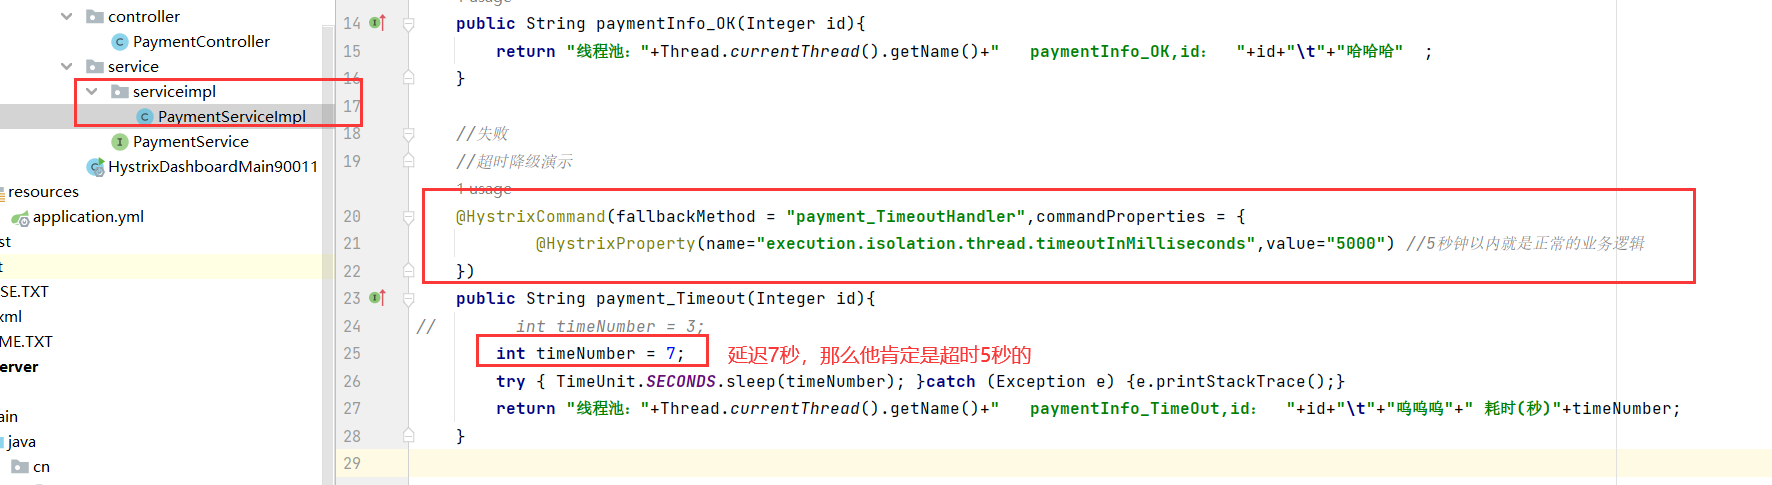 controller
PaymentController
service
serviceimpl
PaymentServiceImpl
PaymentService
HystrixDashboardMain90011
resources
application.yml
st
t
SE.TXT
xml
ME.TXT
erver
ain
java
cn
1 usage
14 public String paymentInfo_OK(Integer id){
15 return "线程池："+Thread.currentThread().getName()+"   paymentInfo_OK,id：  "+id+"\t"+"哈哈哈"  ;
16 }
17
18 //失败
19 //超时降级演示
1 usage
20 @HystrixCommand(fallbackMethod = "payment_TimeoutHandler",commandProperties = {
21 @HystrixProperty(name="execution.isolation.thread.timeoutInMilliseconds",value="5000") //5秒钟以内就是正常的业务逻辑
22 })
23 public String payment_Timeout(Integer id){
24 //        int timeNumber = 3;
25 int timeNumber = 7; 延迟7秒，那么他肯定是超时5秒的
26 try { TimeUnit.SECONDS.sleep(timeNumber); }catch (Exception e) {e.printStackTrace();}
27 return "线程池："+Thread.currentThread().getName()+"   paymentInfo_TimeOut,id：  "+id+"\t"+"呜呜呜"+" 耗时(秒)"+timeNumber;
28 }
29